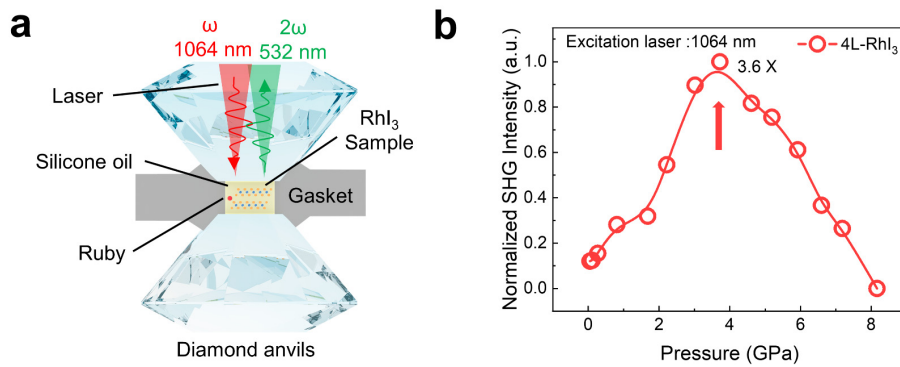 a
ω
1064 nm
2ω
532 nm
Laser
RhI₃
Sample
Silicone oil
Gasket
Ruby
Diamond anvils
b
Normalized SHG Intensity (a.u.)
1.0
0.8
0.6
0.4
0.2
0.0
Excitation laser :1064 nm
4L-RhI₃
3.6 X
0
2
4
6
8
Pressure (GPa)